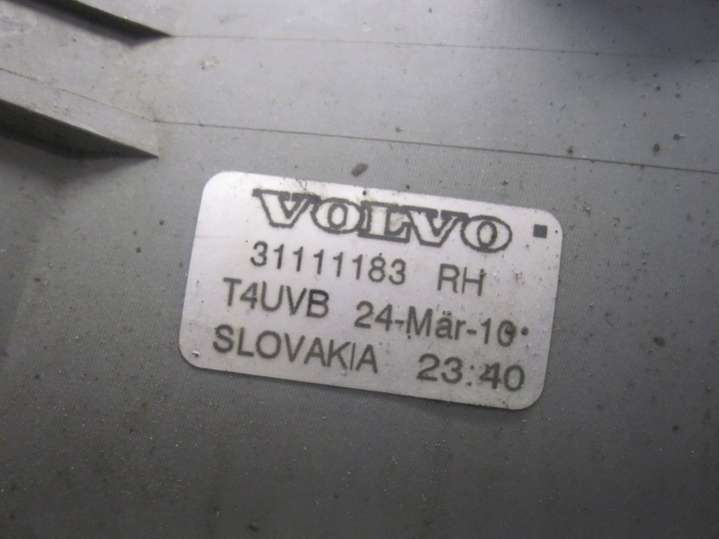 VOLVO
31111183 RH
T4UVB 24-Mär-10
SLOVAKIA 23:40